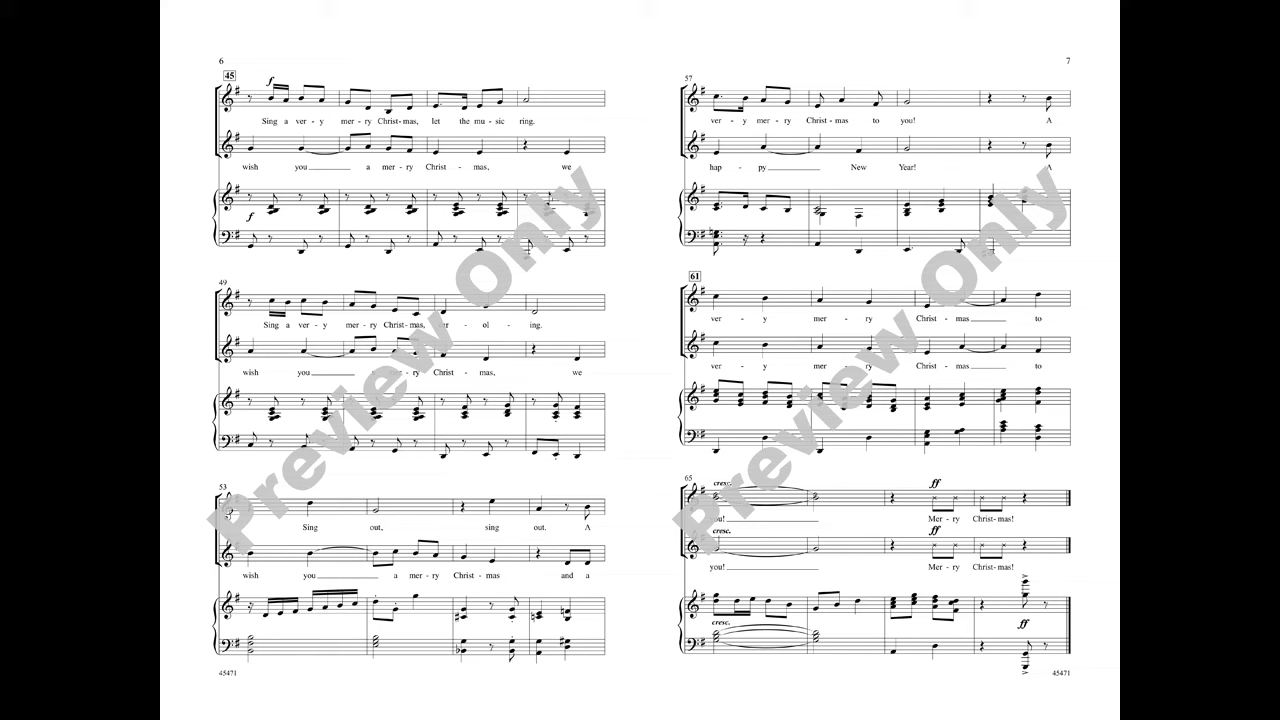 6
45
f
Sing a ver - y mer - ry Christ - mas, let the mu - sic ring.
wish you a mer - ry Christ - mas, we
f
49
Sing a ver - y mer - ry Christ - mas, ol - ing.
wish you ry Christ - mas, we
53
Sing out, sing out. A
wish you a mer - ry Christ - mas and a
45471
Preview Only
7
57
ver - y mer - ry Christ - mas to you! A
hap - py New Year! A
61
ver - y mer - ry Christ - mas to
ver - y mer - ry Christ - mas to
65
cresc. ff
you! Mer - ry Christ - mas!
cresc. ff
you! Mer - ry Christ - mas!
cresc. ff
45471
Preview Only